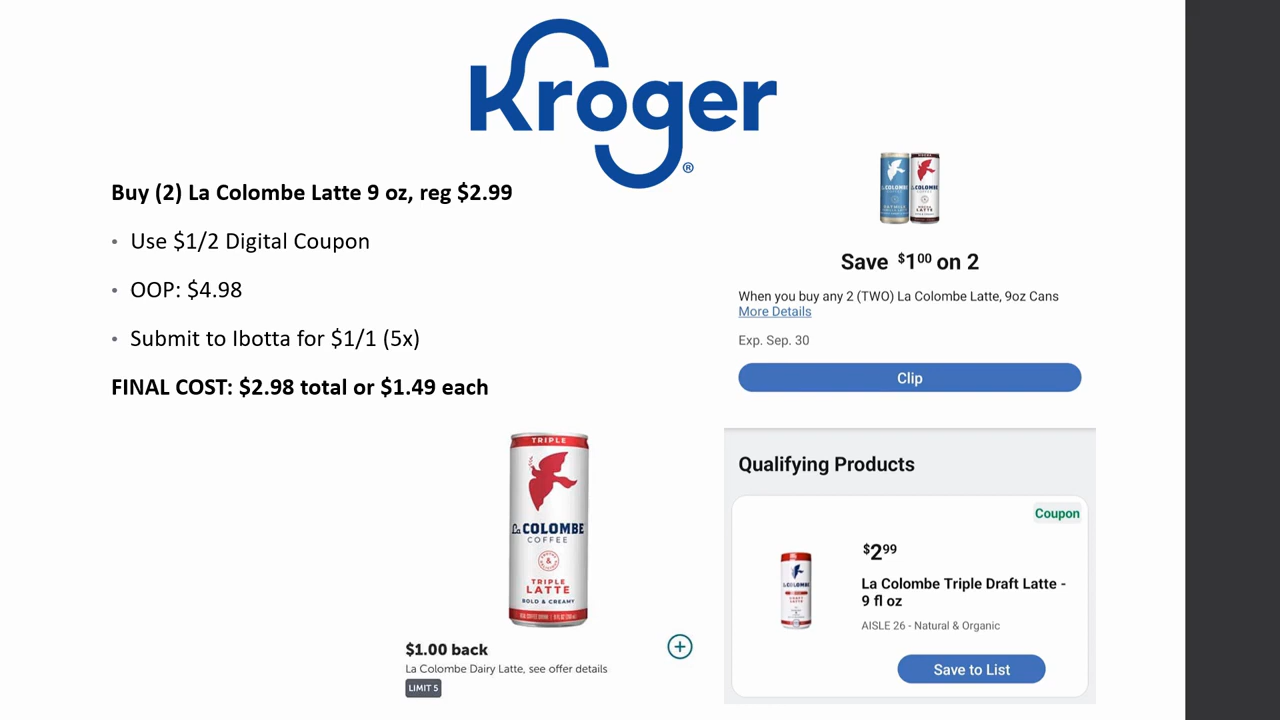 Kroger
®
Buy (2) La Colombe Latte 9 oz, reg $2.99
• Use $1/2 Digital Coupon
• OOP: $4.98
• Submit to Ibotta for $1/1 (5x)
FINAL COST: $2.98 total or $1.49 each
TRIPLE
La COLOMBE
COFFEE
&
TRIPLE
LATTE
BOLD & CREAMY
$1.00 back
La Colombe Dairy Latte, see offer details
LIMIT 5
Save $1.00 on 2
When you buy any 2 (TWO) La Colombe Latte, 9oz Cans
More Details
Exp. Sep. 30
Clip
Qualifying Products
Coupon
$2.99
La Colombe Triple Draft Latte -
9 fl oz
AISLE 26 - Natural & Organic
Save to List